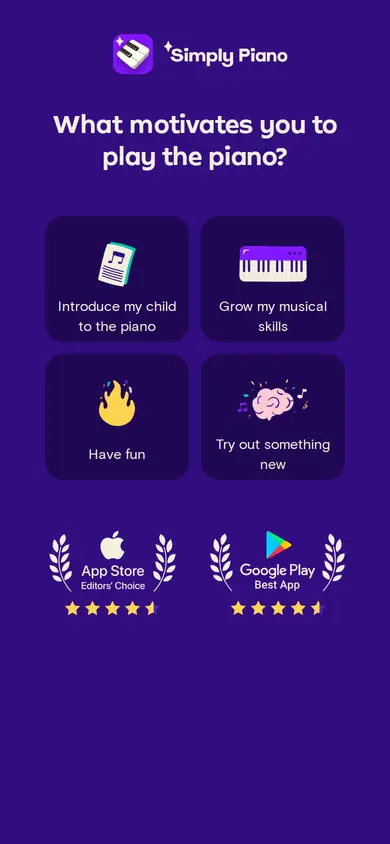 Simply Piano
What motivates you to
play the piano?
Introduce my child
to the piano
Grow my musical
skills
Have fun
Try out something
new
App Store
Editors' Choice
Google Play
Best App